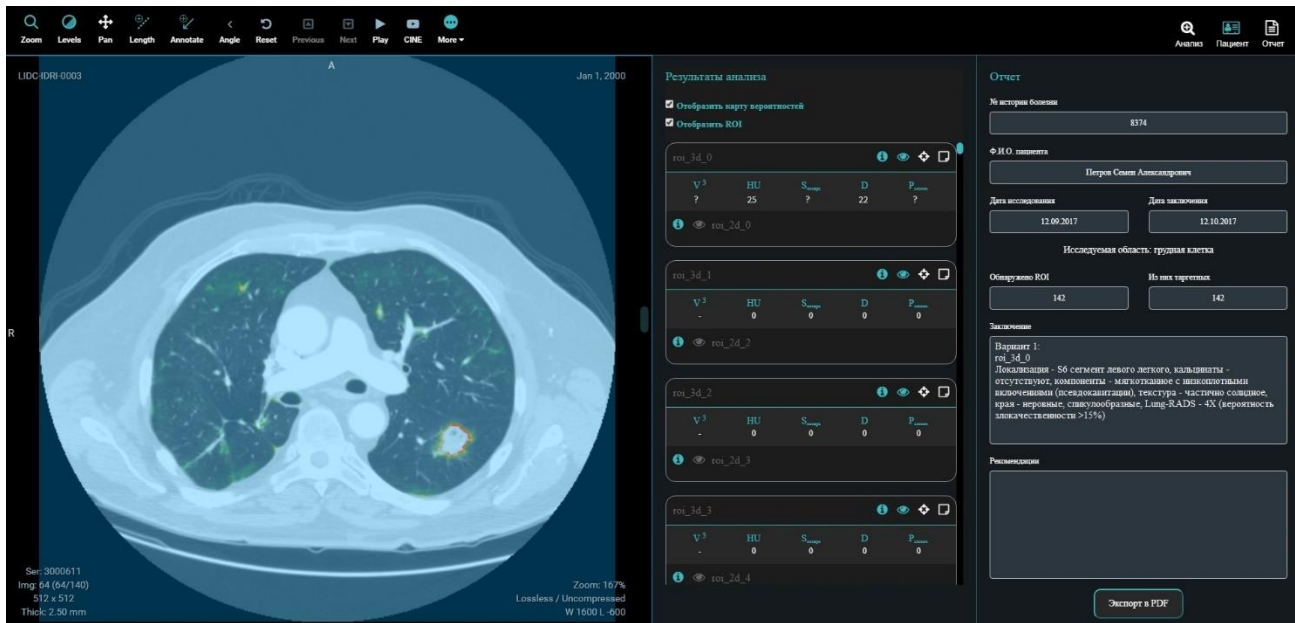 Zoom Levels Pan Length Annotate Angle Reset Previous Next Play CINE More
Анализ Пациент Отчет
LIDC-IDRI-0003
A
Jan 1, 2000
R
Ser: 3000611
Img: 64 (64/140)
512 x 512
Thick: 2.50 mm
Zoom: 167%
Lossless / Uncompressed
W 1600 L -600
Результаты анализа
Отобразить карту вероятностей
Отобразить ROI
roi_3d_0
V 3 HU S D P
? 25 ? 22 ?
roi_2d_0
roi_3d_1
V 3 HU S D P
- 0 0 0 0
roi_2d_2
roi_3d_2
V 3 HU S D P
- 0 0 0 0
roi_2d_3
roi_3d_3
V 3 HU S D P
- 0 0 0 0
roi_2d_4
Отчет
№ истории болезни
8374
Ф.И.О. пациента
Петров Семен Александрович
Дата исследования Дата заключения
12.09.2017 12.10.2017
Исследуемая область: грудная клетка
Обнаружено ROI Из них таргетных
142 142
Заключение
Вариант 1:
roi_3d_0
Локализация - S6 сегмент левого легкого, кальцинаты -
отсутствуют, компоненты - мягкотканное с низкоплотными
включениями (псевдокавитации), текстура - частично солидное,
края - неровные, спикулообразные, Lung-RADS - 4X (вероятность
злокачественности >15%)
Рекомендации
Экспорт в PDF